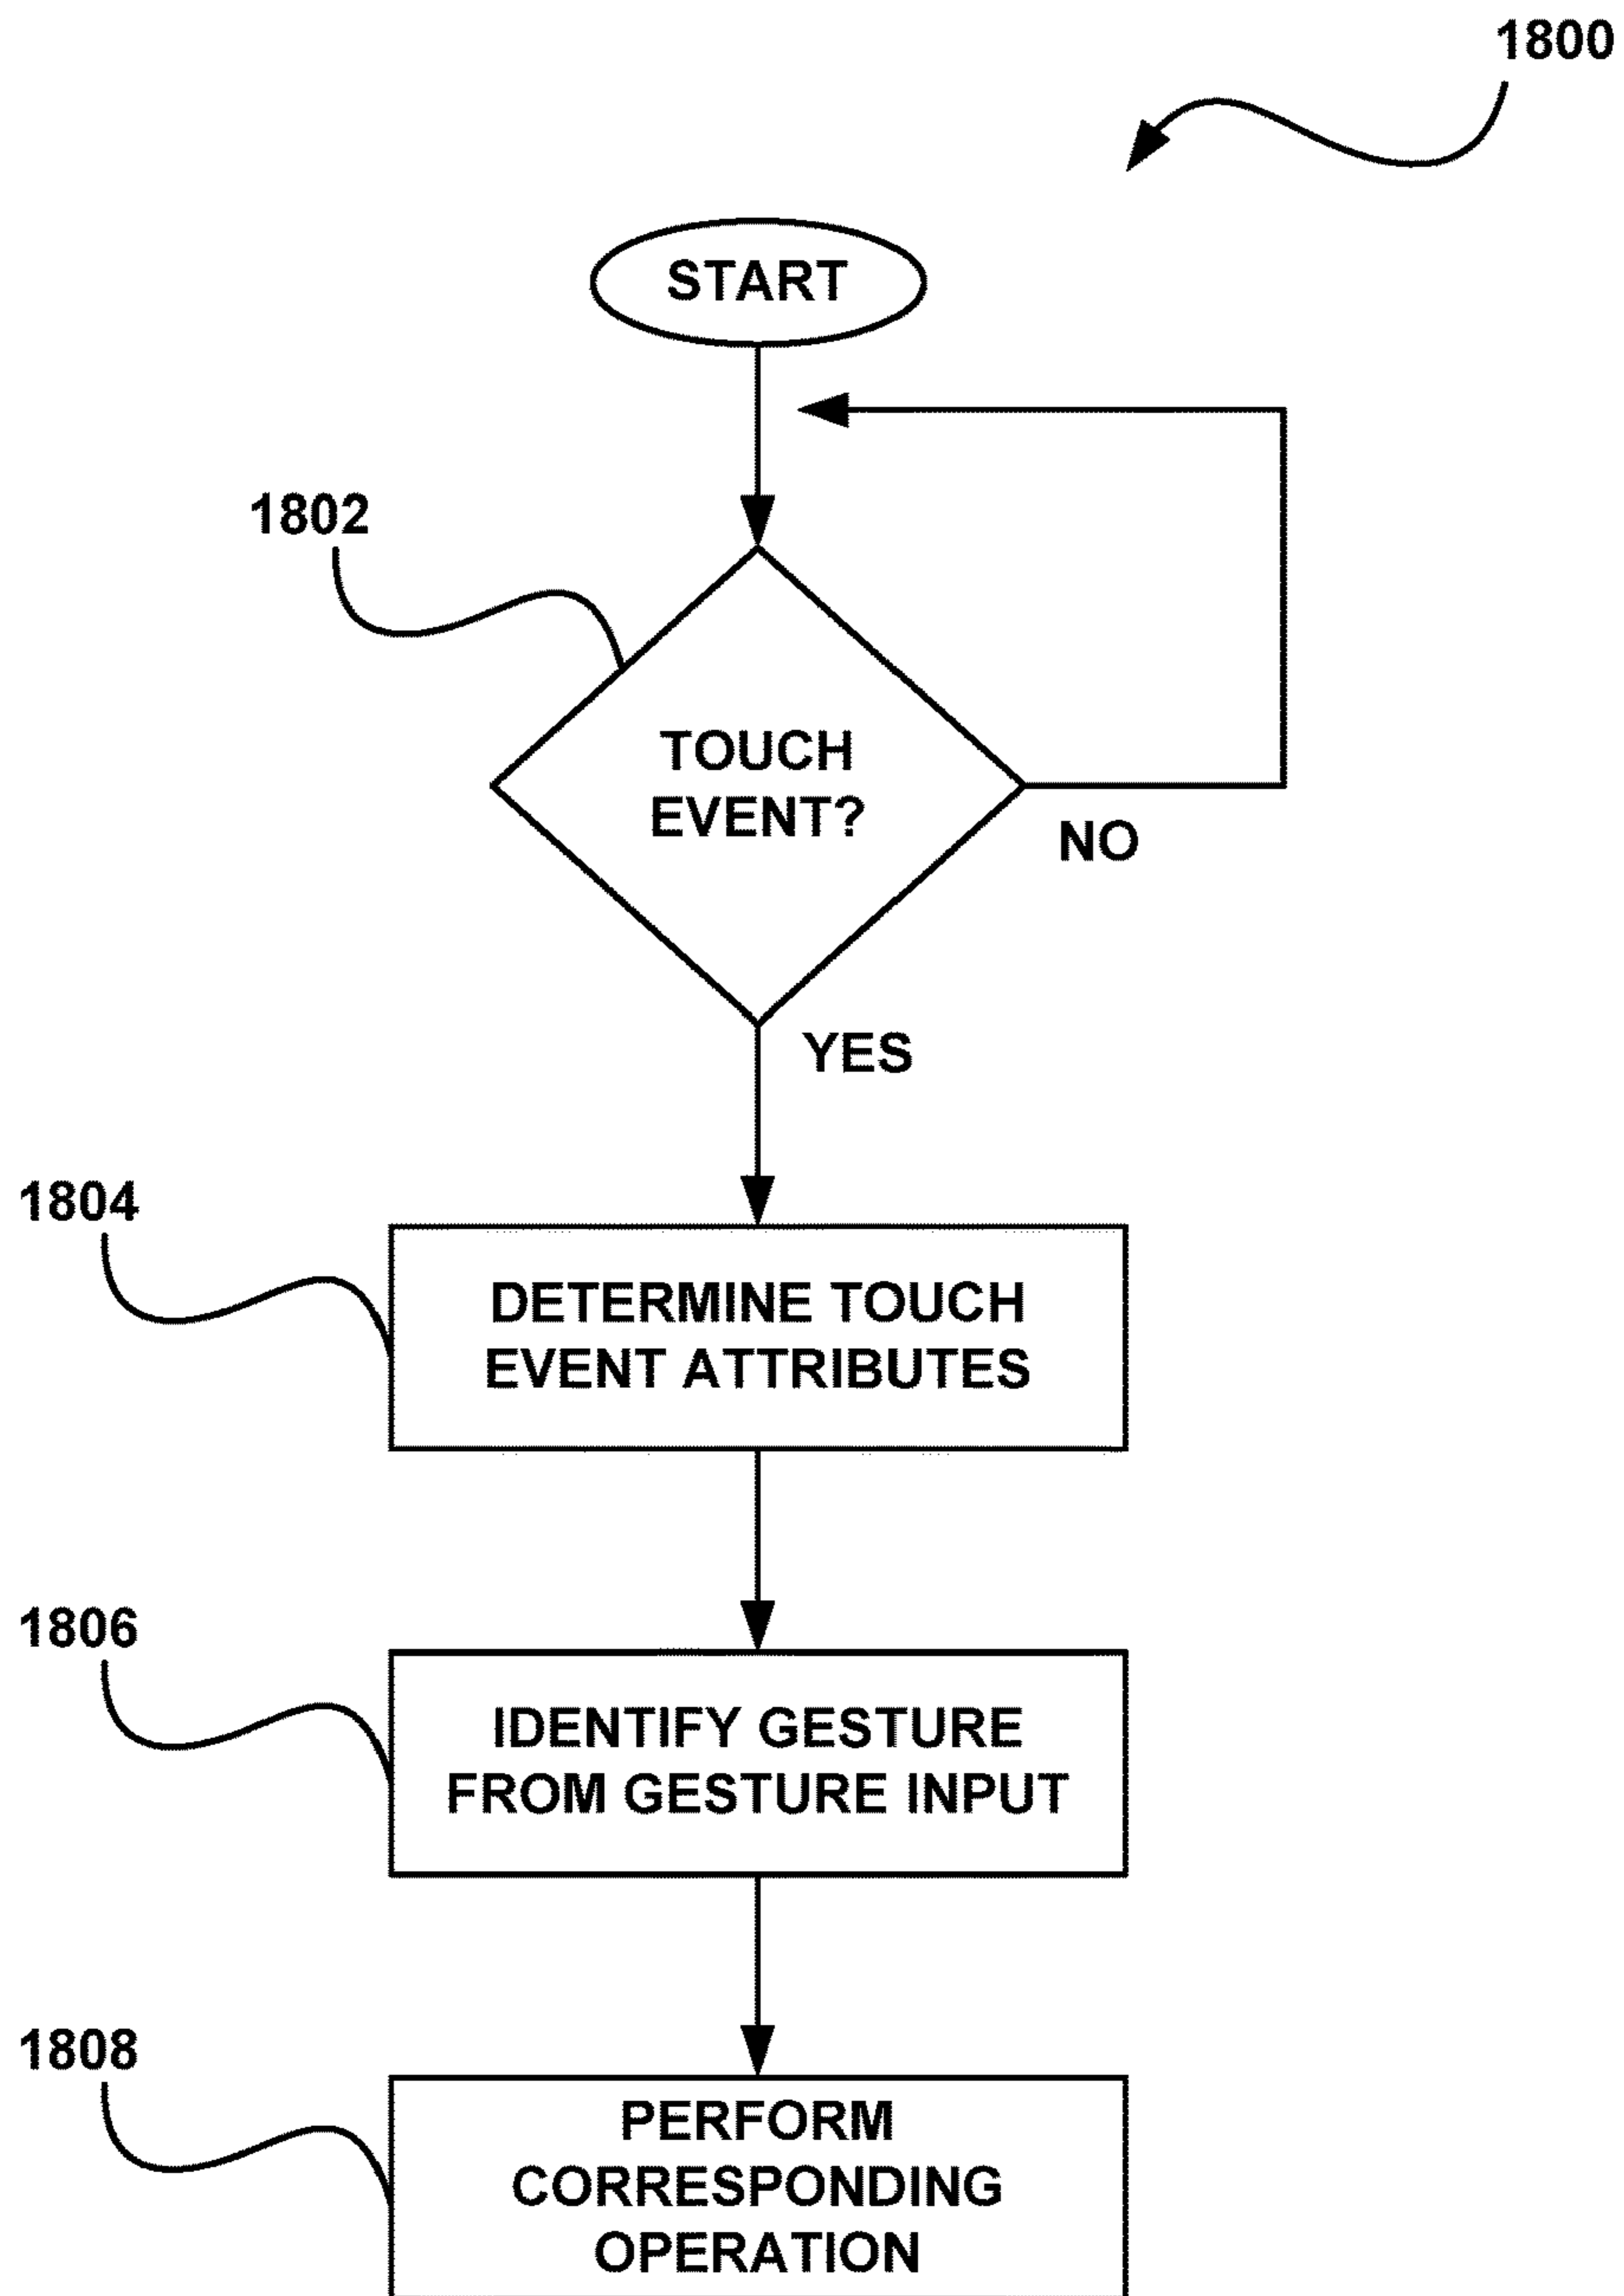 1800
START
1802
TOUCH
EVENT?
NO
YES
1804
DETERMINE TOUCH
EVENT ATTRIBUTES
1806
IDENTIFY GESTURE
FROM GESTURE INPUT
1808
PERFORM
CORRESPONDING
OPERATION